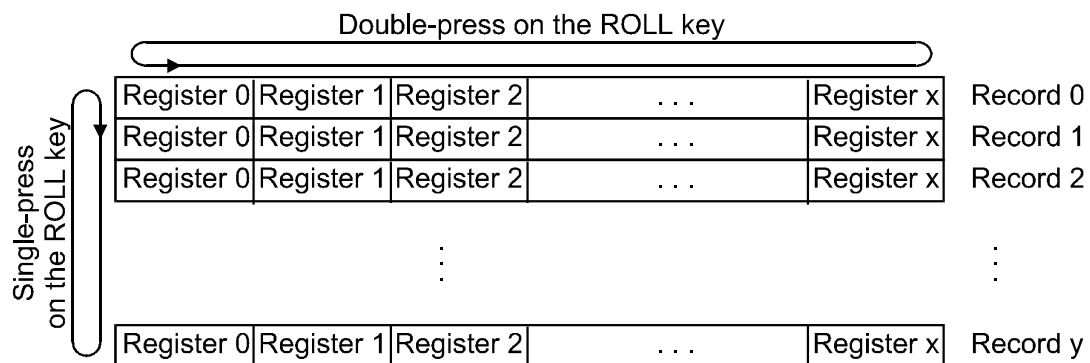 Double-press on the ROLL key
Single-press
on the ROLL key
Register 0 Register 1 Register 2 . . . Register x Record 0
Register 0 Register 1 Register 2 . . . Register x Record 1
Register 0 Register 1 Register 2 . . . Register x Record 2
Register 0 Register 1 Register 2 . . . Register x Record y